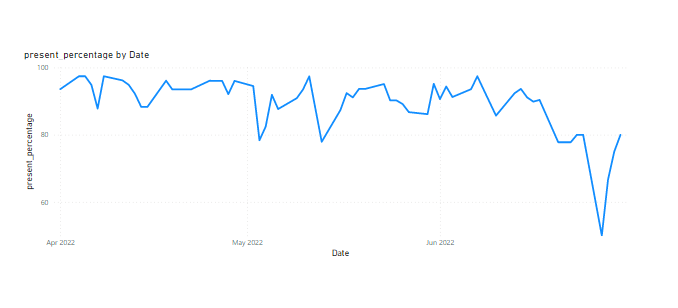 present_percentage by Date
100
80
60
present_percentage
Apr 2022
May 2022
Jun 2022
Date